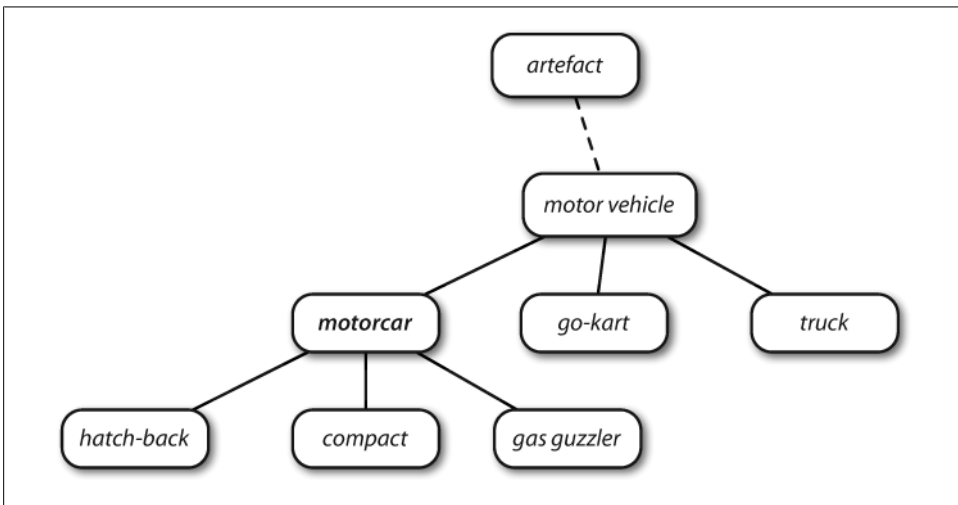 artefact
motor vehicle
motorcar
go-kart
truck
hatch-back
compact
gas guzzler